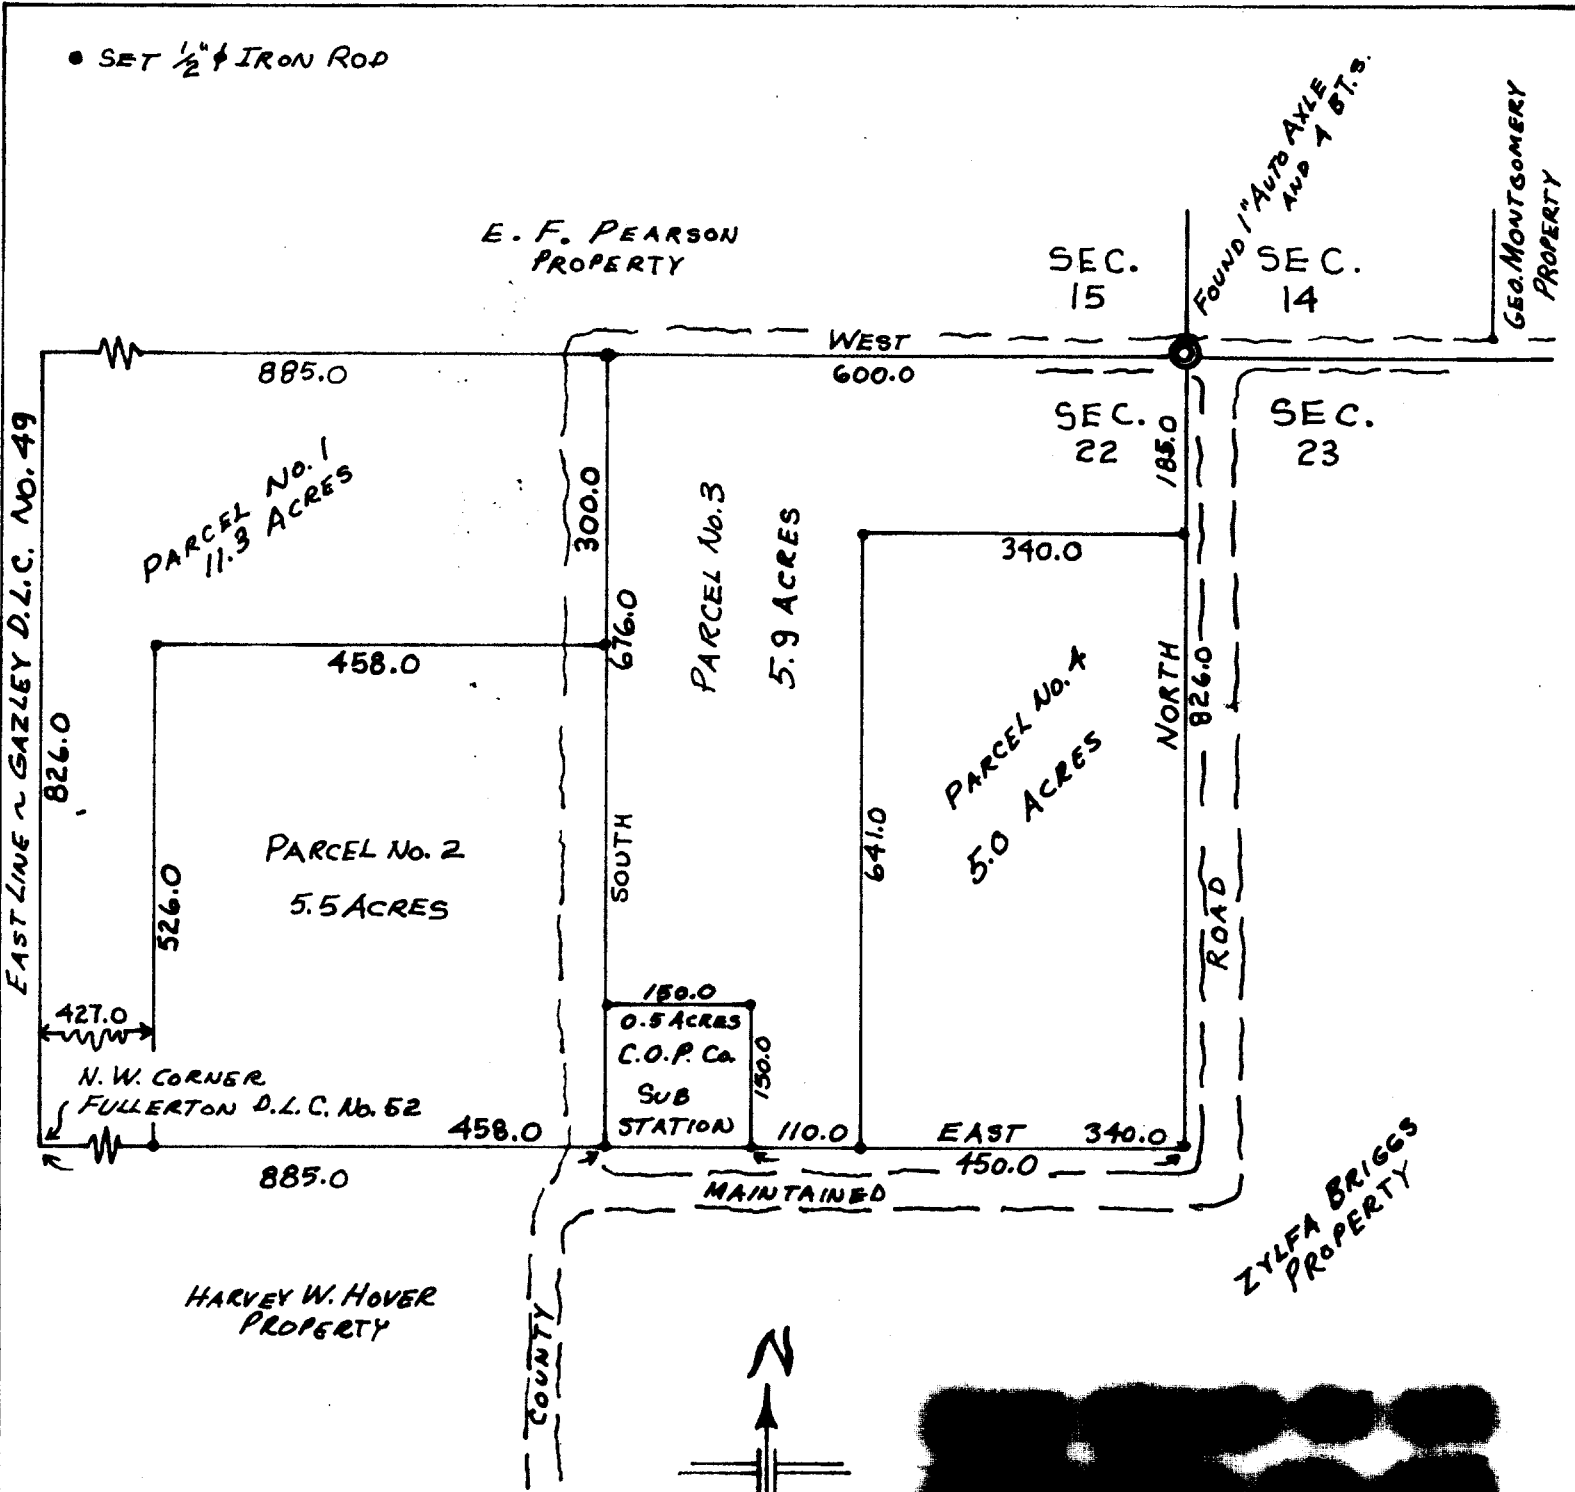 • SET 1/2"⌀ IRON ROD
E. F. PEARSON
PROPERTY
SEC.
15
FOUND 1" AUTO AXLE
AND 4 BT.S.
SEC.
14
GEO. MONTGOMERY
PROPERTY
885.0
WEST
600.0
SEC.
22
185.0
SEC.
23
EAST LINE ~ GAZLEY D.L.C. NO. 49
826.0
PARCEL NO. 1
11.3 ACRES
300.0
676.0
SOUTH
PARCEL NO. 3
5.9 ACRES
340.0
458.0
PARCEL NO. 4
5.0 ACRES
641.0
NORTH
826.0
ROAD
526.0
PARCEL NO. 2
5.5 ACRES
427.0
150.0
0.5 ACRES
C.O.P. CO.
SUB
STATION
150.0
N. W. CORNER
FULLERTON D.L.C. NO. 52
458.0
110.0
EAST
340.0
885.0
450.0
MAINTAINED
ZYLFA BRIGGS
PROPERTY
HARVEY W. HOVER
PROPERTY
COUNTY
N